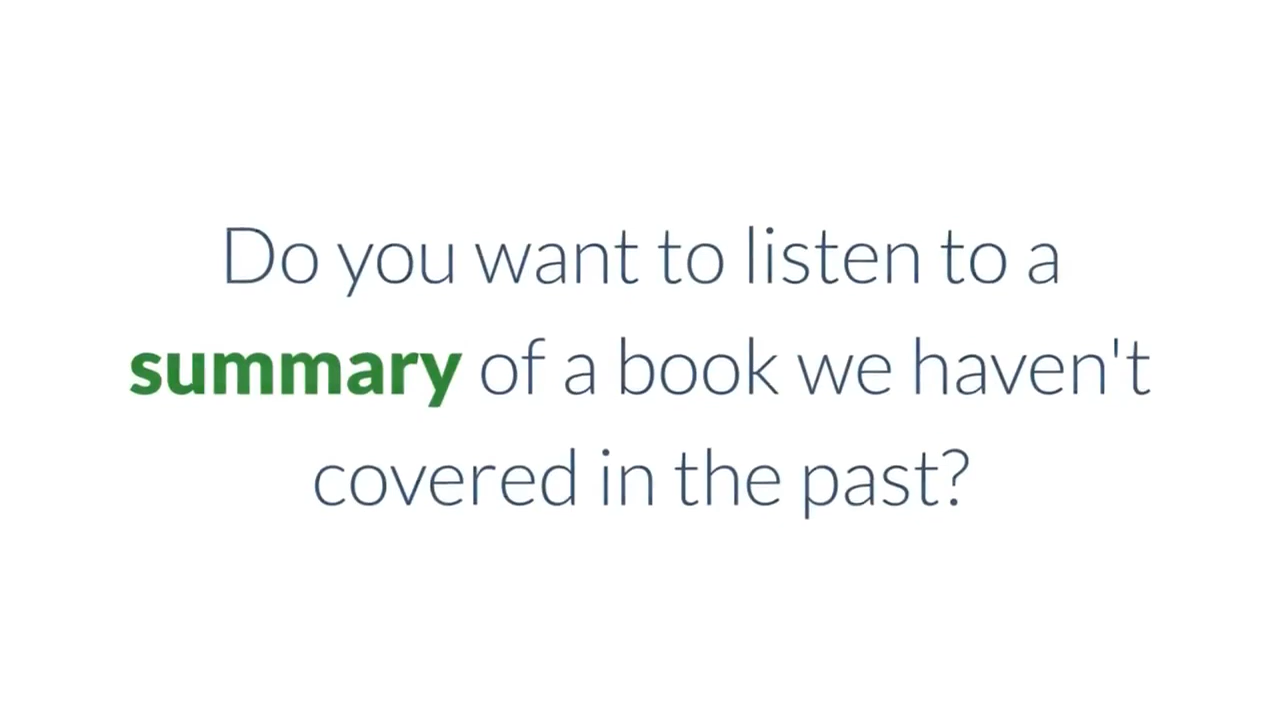 Do you want to listen to a
summary of a book we haven't
covered in the past?